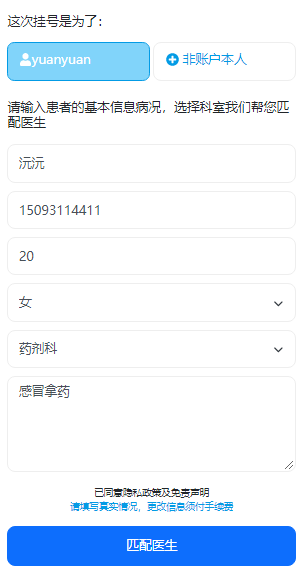 这次挂号是为了：
yuanyuan
非账户本人
请输入患者的基本信息病况，选择科室我们帮您匹
配医生
沅沅
15093114411
20
女
药剂科
感冒拿药
已同意隐私政策及免责声明
请填写真实情况，更改信息须付手续费
匹配医生